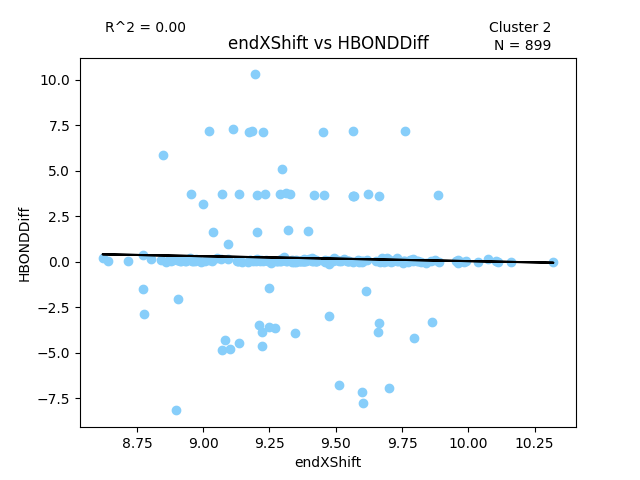 R^2 = 0.00
Cluster 2
N = 899
endXShift vs HBONDDiff
HBONDDiff
10.0
7.5
5.0
2.5
0.0
−2.5
−5.0
−7.5
8.75 9.00 9.25 9.50 9.75 10.00 10.25
endXShift